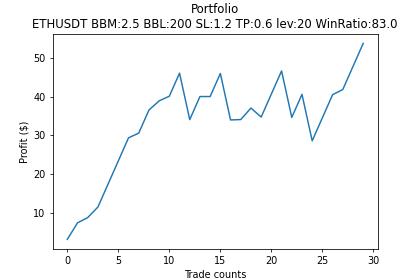 Portfolio
ETHUSDT BBM:2.5 BBL:200 SL:1.2 TP:0.6 lev:20 WinRatio:83.0
50
40
30
20
10
Profit ($)
0 5 10 15 20 25 30
Trade counts